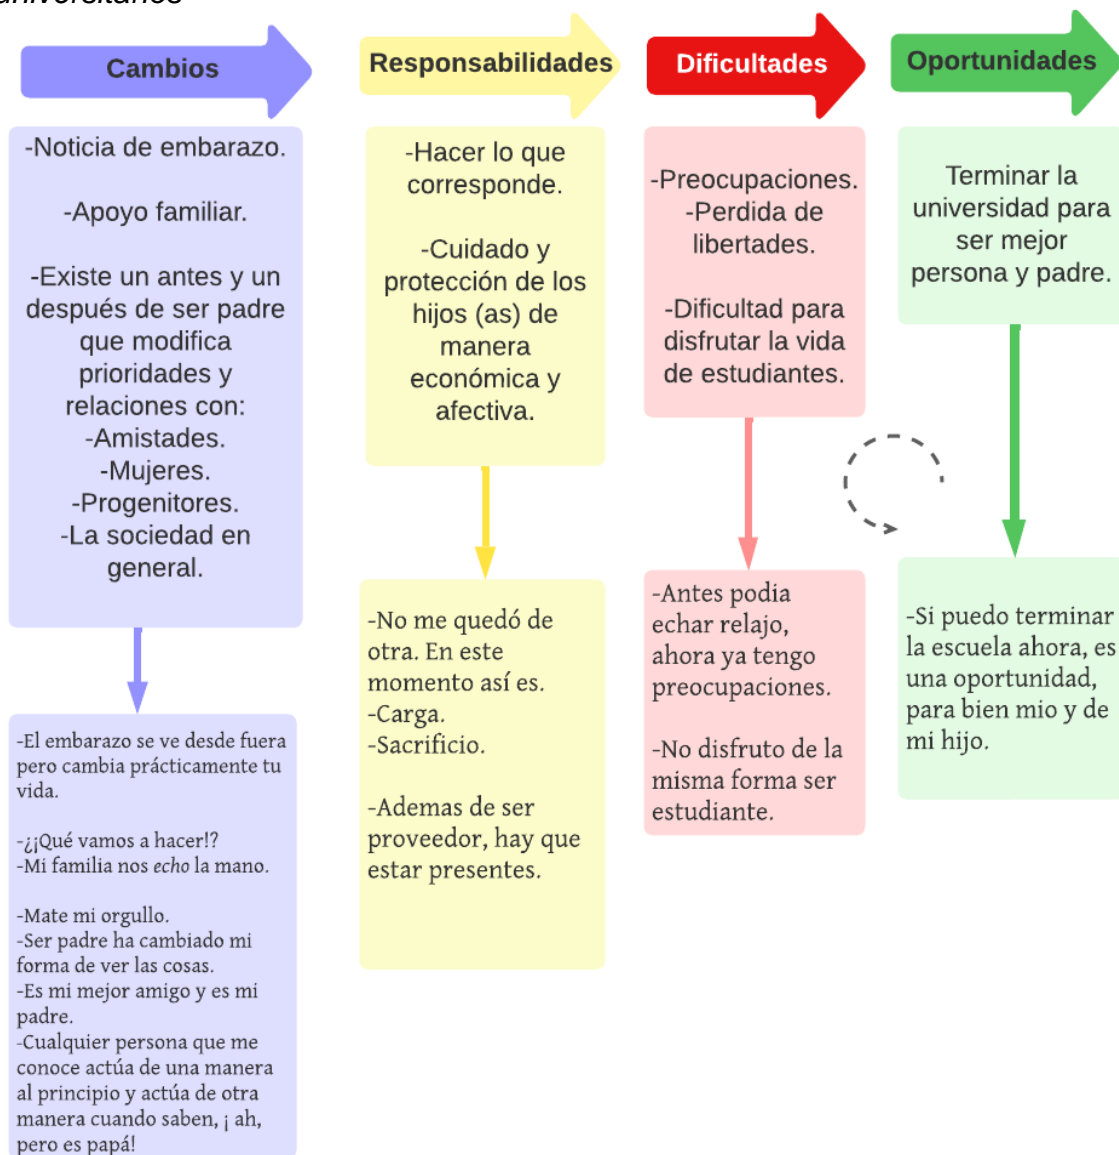 universitarios
Cambios
-Noticia de embarazo.
-Apoyo familiar.
-Existe un antes y un
después de ser padre
que modifica
prioridades y
relaciones con:
-Amistades.
-Mujeres.
-Progenitores.
-La sociedad en
general.
-El embarazo se ve desde fuera
pero cambia prácticamente tu
vida.
-¿¡Qué vamos a hacer!?
-Mi familia nos echo la mano.
-Mate mi orgullo.
-Ser padre ha cambiado mi
forma de ver las cosas.
-Es mi mejor amigo y es mi
padre.
-Cualquier persona que me
conoce actúa de una manera
al principio y actúa de otra
manera cuando saben, ¡ ah,
pero es papá!
Responsabilidades
-Hacer lo que
corresponde.
-Cuidado y
protección de los
hijos (as) de
manera
económica y
afectiva.
-No me quedó de
otra. En este
momento así es.
-Carga.
-Sacrificio.
-Ademas de ser
proveedor, hay que
estar presentes.
Dificultades
-Preocupaciones.
-Perdida de
libertades.
-Dificultad para
disfrutar la vida
de estudiantes.
-Antes podia
echar relajo,
ahora ya tengo
preocupaciones.
-No disfruto de la
misma forma ser
estudiante.
Oportunidades
Terminar la
universidad para
ser mejor
persona y padre.
-Si puedo terminar
la escuela ahora, es
una oportunidad,
para bien mio y de
mi hijo.